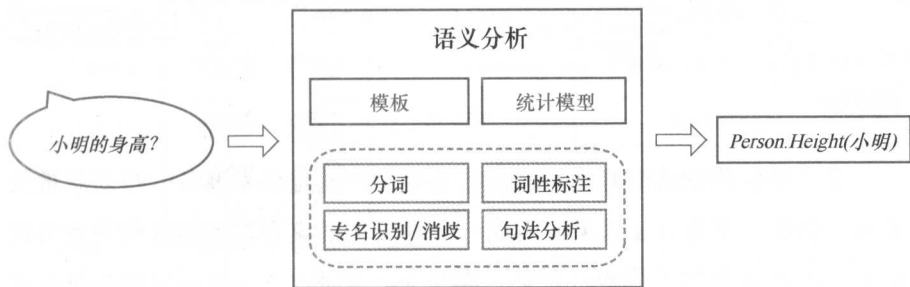 语义分析
模板
统计模型
小明的身高？
Person.Height(小明)
分词
词性标注
专名识别/消歧
句法分析